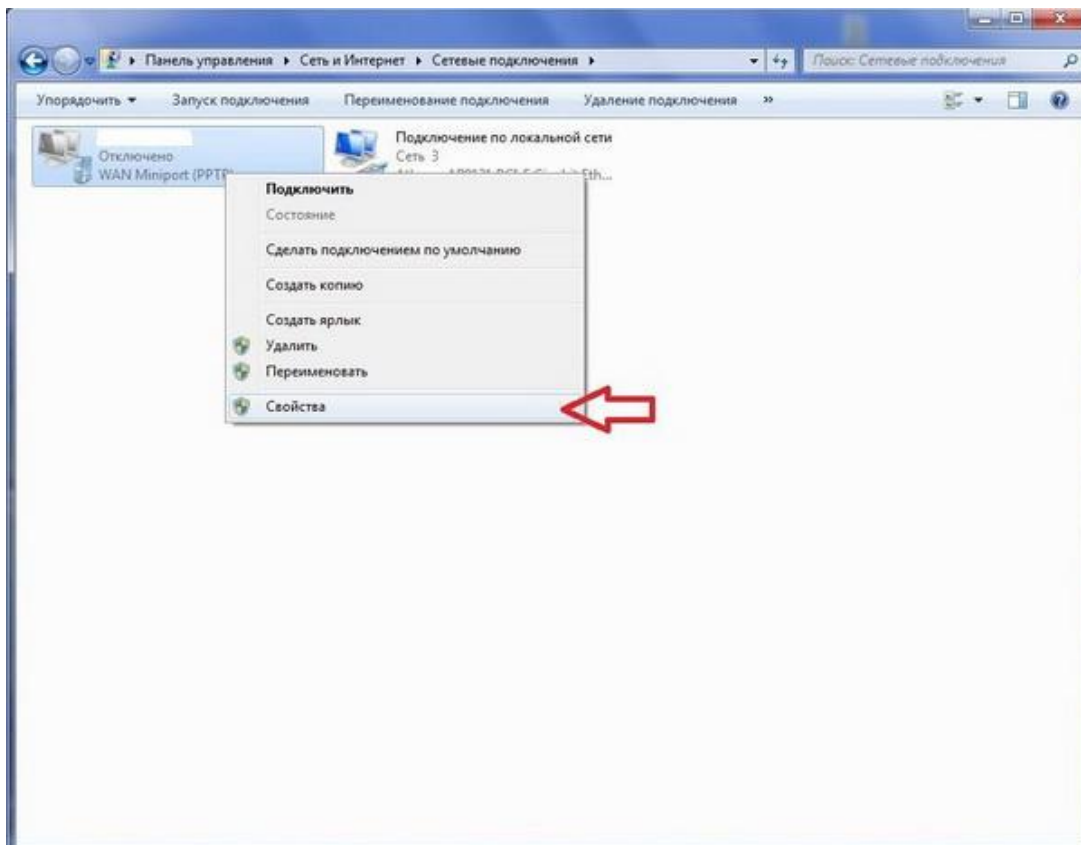 Панель управления ▸ Сеть и Интернет ▸ Сетевые подключения ▸
Поиск: Сетевые подключения
Упорядочить Запуск подключения Переименование подключения Удаление подключения »
Отключено
WAN Miniport (PPTP)
Подключение по локальной сети
Сеть 3
Подключить
Состояние
Сделать подключением по умолчанию
Создать копию
Создать ярлык
Удалить
Переименовать
Свойства